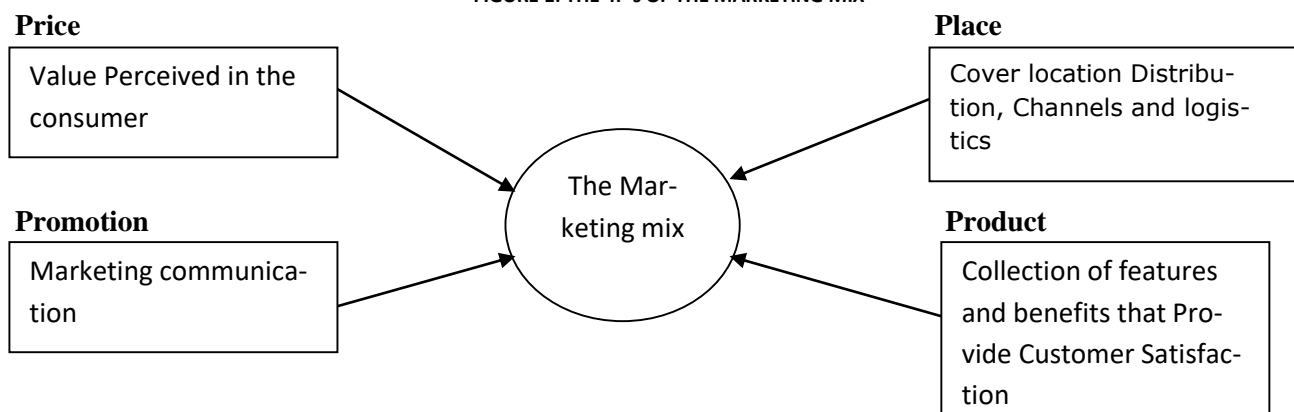 FIGURE 1: THE 4P'S OF THE MARKETING MIX
Price
Value Perceived in the
consumer
Place
Cover location Distribu-
tion, Channels and logis-
tics
The Mar-
keting mix
Promotion
Marketing communica-
tion
Product
Collection of features
and benefits that Pro-
vide Customer Satisfac-
tion